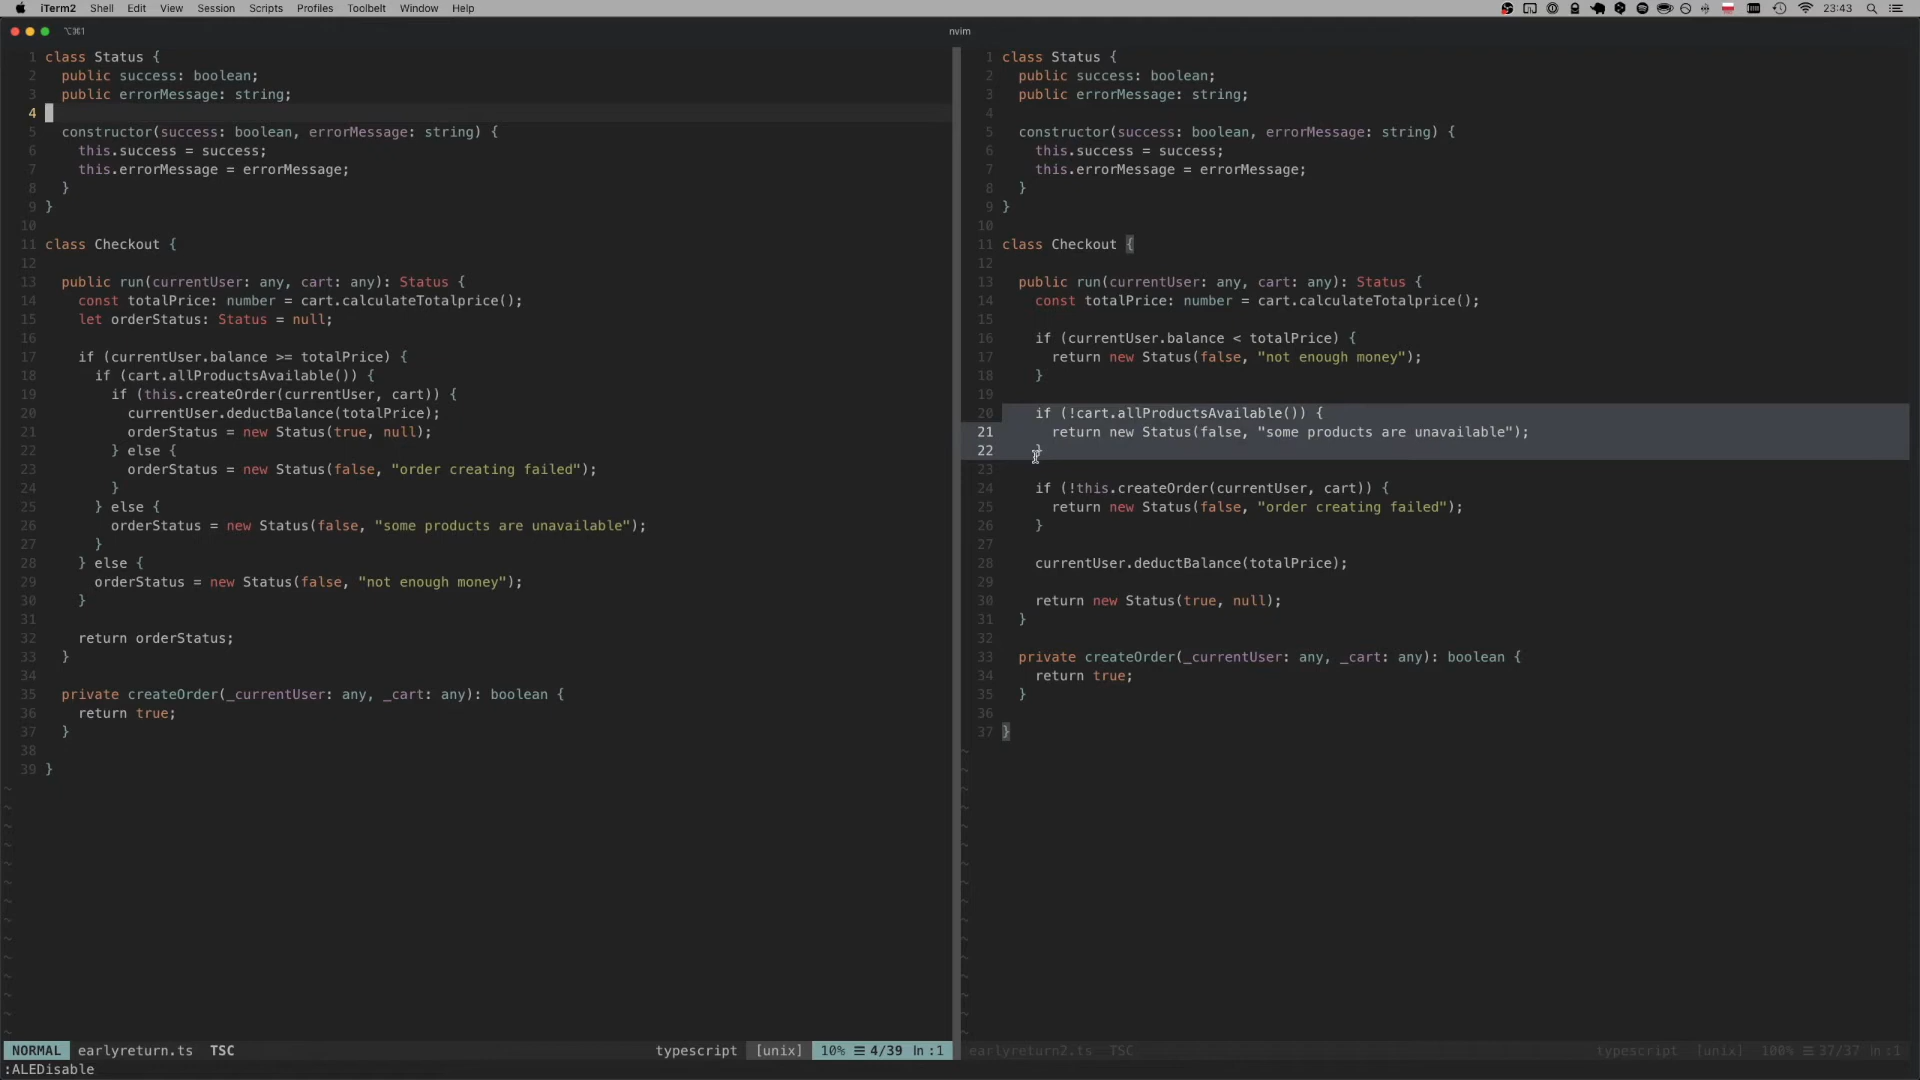 iTerm2 Shell Edit View Session Scripts Profiles Toolbelt Window Help 23:43
⌥⌘1 nvim
1 class Status {
2   public success: boolean;
3   public errorMessage: string;
4
5   constructor(success: boolean, errorMessage: string) {
6     this.success = success;
7     this.errorMessage = errorMessage;
8   }
9 }
10
11 class Checkout {
12
13   public run(currentUser: any, cart: any): Status {
14     const totalPrice: number = cart.calculateTotalprice();
15     let orderStatus: Status = null;
16
17     if (currentUser.balance >= totalPrice) {
18       if (cart.allProductsAvailable()) {
19         if (this.createOrder(currentUser, cart)) {
20           currentUser.deductBalance(totalPrice);
21           orderStatus = new Status(true, null);
22         } else {
23           orderStatus = new Status(false, "order creating failed");
24         }
25       } else {
26         orderStatus = new Status(false, "some products are unavailable");
27       }
28     } else {
29       orderStatus = new Status(false, "not enough money");
30     }
31
32     return orderStatus;
33   }
34
35   private createOrder(_currentUser: any, _cart: any): boolean {
36     return true;
37   }
38
39 }
NORMAL earlyreturn.ts TSC typescript [unix] 10% ☰ 4/39 ln :1
:ALEDisable
1 class Status {
2   public success: boolean;
3   public errorMessage: string;
4
5   constructor(success: boolean, errorMessage: string) {
6     this.success = success;
7     this.errorMessage = errorMessage;
8   }
9 }
10
11 class Checkout {
12
13   public run(currentUser: any, cart: any): Status {
14     const totalPrice: number = cart.calculateTotalprice();
15
16     if (currentUser.balance < totalPrice) {
17       return new Status(false, "not enough money");
18     }
19
20     if (!cart.allProductsAvailable()) {
21       return new Status(false, "some products are unavailable");
22     }
23
24     if (!this.createOrder(currentUser, cart)) {
25       return new Status(false, "order creating failed");
26     }
27
28     currentUser.deductBalance(totalPrice);
29
30     return new Status(true, null);
31   }
32
33   private createOrder(_currentUser: any, _cart: any): boolean {
34     return true;
35   }
36
37 }
earlyreturn2.ts TSC typescript [unix] 100% ☰ 37/37 ln :1